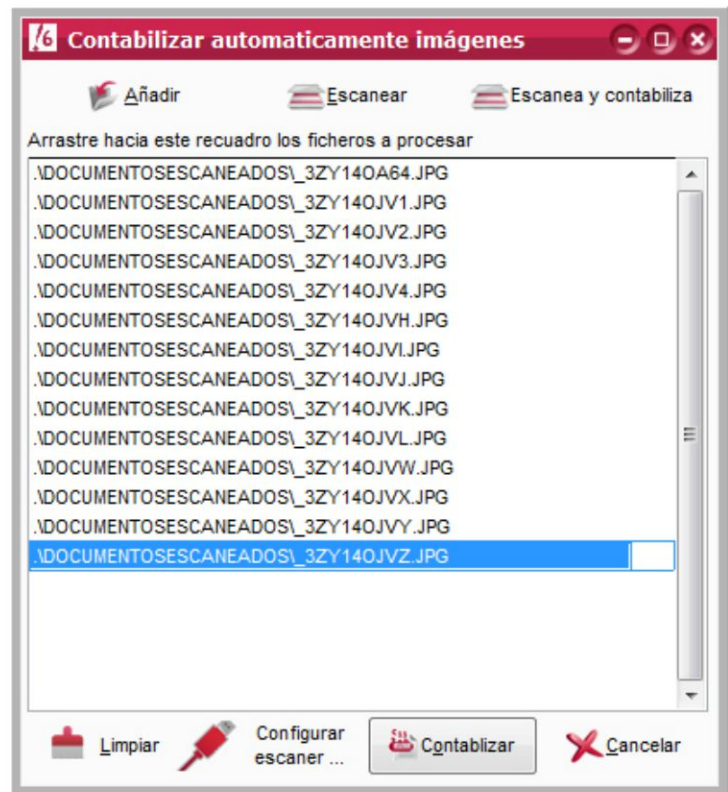 Contabilizar automaticamente imágenes
Añadir Escanear Escanea y contabiliza
Arrastre hacia este recuadro los ficheros a procesar
.\DOCUMENTOSESCANEADOS\_3ZY14OA64.JPG
.\DOCUMENTOSESCANEADOS\_3ZY14OJV1.JPG
.\DOCUMENTOSESCANEADOS\_3ZY14OJV2.JPG
.\DOCUMENTOSESCANEADOS\_3ZY14OJV3.JPG
.\DOCUMENTOSESCANEADOS\_3ZY14OJV4.JPG
.\DOCUMENTOSESCANEADOS\_3ZY14OJVH.JPG
.\DOCUMENTOSESCANEADOS\_3ZY14OJVI.JPG
.\DOCUMENTOSESCANEADOS\_3ZY14OJVJ.JPG
.\DOCUMENTOSESCANEADOS\_3ZY14OJVK.JPG
.\DOCUMENTOSESCANEADOS\_3ZY14OJVL.JPG
.\DOCUMENTOSESCANEADOS\_3ZY14OJVW.JPG
.\DOCUMENTOSESCANEADOS\_3ZY14OJVX.JPG
.\DOCUMENTOSESCANEADOS\_3ZY14OJVY.JPG
.\DOCUMENTOSESCANEADOS\_3ZY14OJVZ.JPG
Limpiar Configurar escaner ... Contablizar Cancelar